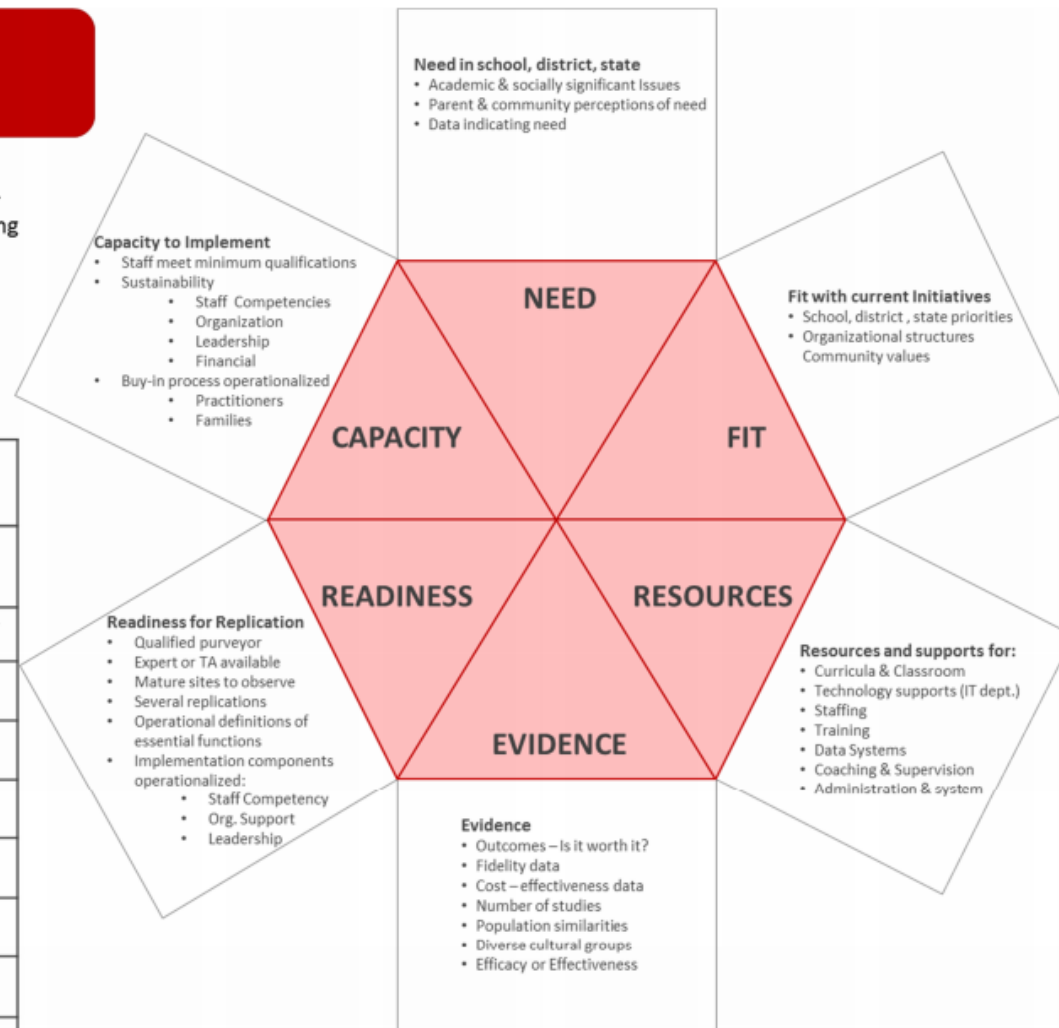 ng
Need in school, district, state
• Academic & socially significant Issues
• Parent & community perceptions of need
• Data indicating need
Capacity to Implement
• Staff meet minimum qualifications
• Sustainability
• Staff Competencies
• Organization
• Leadership
• Financial
• Buy-in process operationalized
• Practitioners
• Families
NEED
Fit with current Initiatives
• School, district , state priorities
• Organizational structures
Community values
CAPACITY
FIT
READINESS
RESOURCES
Readiness for Replication
• Qualified purveyor
• Expert or TA available
• Mature sites to observe
• Several replications
• Operational definitions of
essential functions
• Implementation components
operationalized:
• Staff Competency
• Org. Support
• Leadership
Resources and supports for:
• Curricula & Classroom
• Technology supports (IT dept.)
• Staffing
• Training
• Data Systems
• Coaching & Supervision
• Administration & system
EVIDENCE
Evidence
• Outcomes – Is it worth it?
• Fidelity data
• Cost – effectiveness data
• Number of studies
• Population similarities
• Diverse cultural groups
• Efficacy or Effectiveness